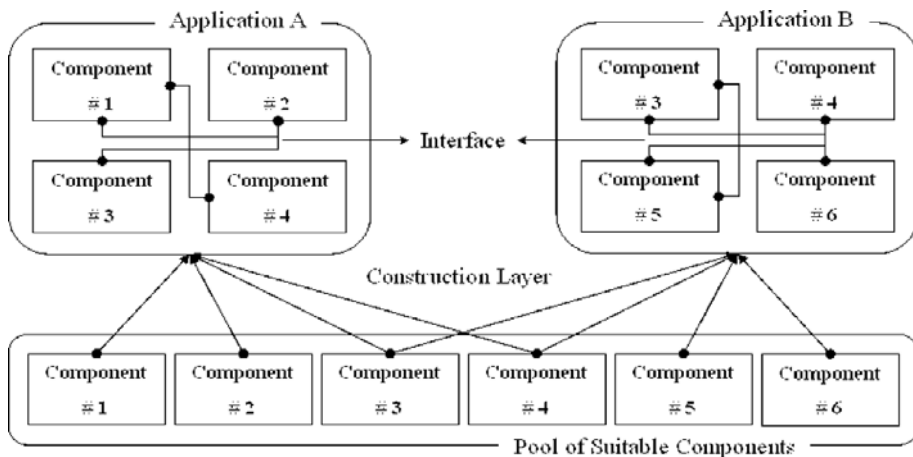 Application A
Application B
Component
#1
Component
#2
Component
#3
Component
#4
Interface
Component
#3
Component
#4
Component
#5
Component
#6
Construction Layer
Component
#1
Component
#2
Component
#3
Component
#4
Component
#5
Component
#6
Pool of Suitable Components